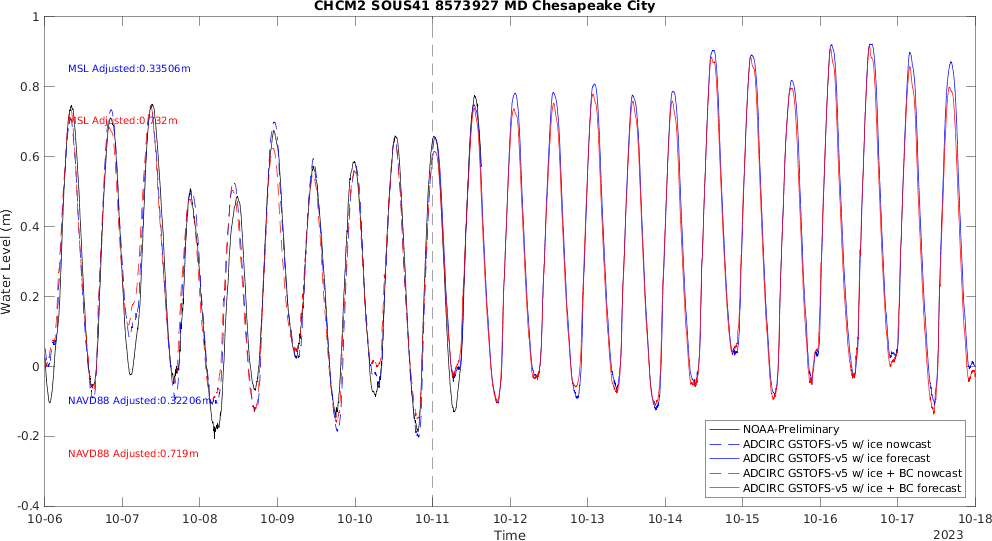 CHCM2 SOUS41 8573927 MD Chesapeake City
1
0.8
0.6
0.4
0.2
0
-0.2
-0.4
Water Level (m)
MSL Adjusted:0.33506m
MSL Adjusted:0.732m
NAVD88 Adjusted:0.32206m
NAVD88 Adjusted:0.719m
NOAA-Preliminary
ADCIRC GSTOFS-v5 w/ ice nowcast
ADCIRC GSTOFS-v5 w/ ice forecast
ADCIRC GSTOFS-v5 w/ ice + BC nowcast
ADCIRC GSTOFS-v5 w/ ice + BC forecast
10-06 10-07 10-08 10-09 10-10 10-11 10-12 10-13 10-14 10-15 10-16 10-17 10-18
Time
2023